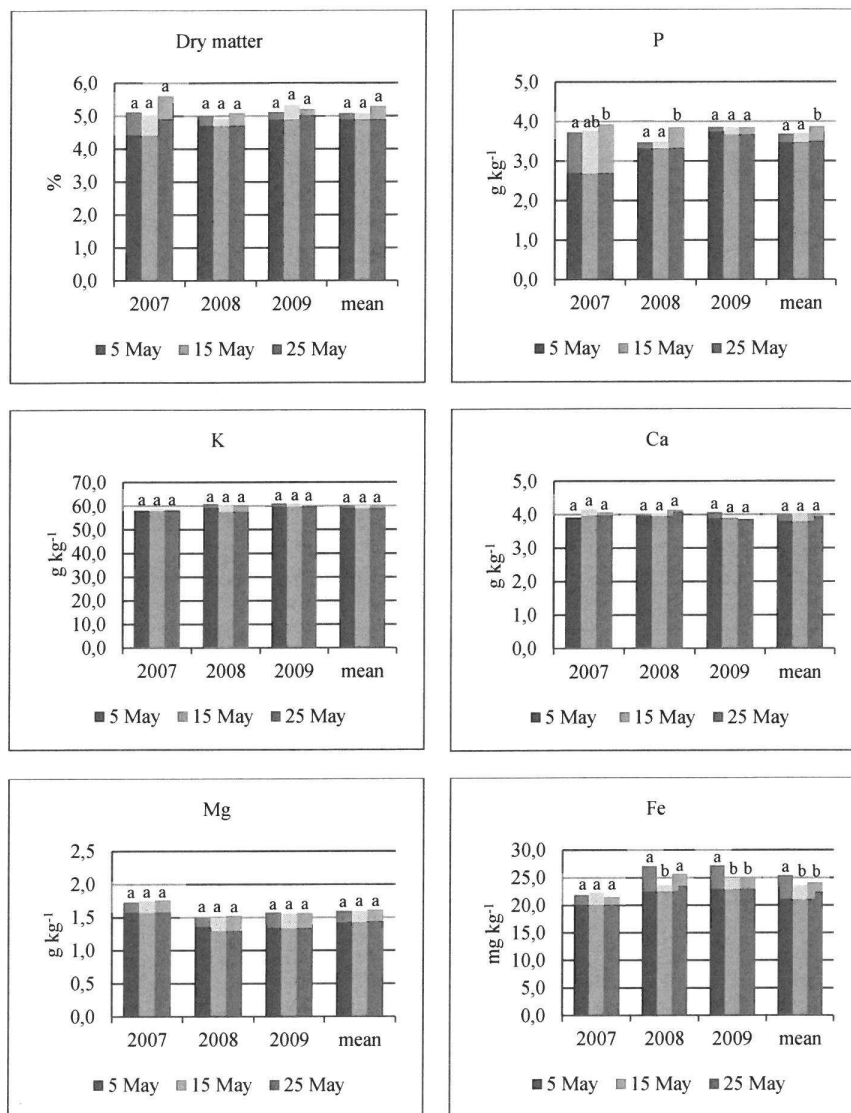 Dry matter
6,0
5,0
4,0
3,0
2,0
1,0
0,0
%
a a a
a a a
a a a
a a a
2007 2008 2009 mean
5 May 15 May 25 May
P
5,0
4,0
3,0
2,0
1,0
0,0
g kg⁻¹
a ab b
a a b
a a a
a a b
2007 2008 2009 mean
5 May 15 May 25 May
K
70,0
60,0
50,0
40,0
30,0
20,0
10,0
0,0
g kg⁻¹
a a a
a a a
a a a
a a a
2007 2008 2009 mean
5 May 15 May 25 May
Ca
5,0
4,0
3,0
2,0
1,0
0,0
g kg⁻¹
a a a
a a a
a a a
a a a
2007 2008 2009 mean
5 May 15 May 25 May
Mg
2,5
2,0
1,5
1,0
0,5
0,0
g kg⁻¹
a a a
a a a
a a a
a a a
2007 2008 2009 mean
5 May 15 May 25 May
Fe
30,0
25,0
20,0
15,0
10,0
5,0
0,0
mg kg⁻¹
a a a
a b a
a b b
a b b
2007 2008 2009 mean
5 May 15 May 25 May